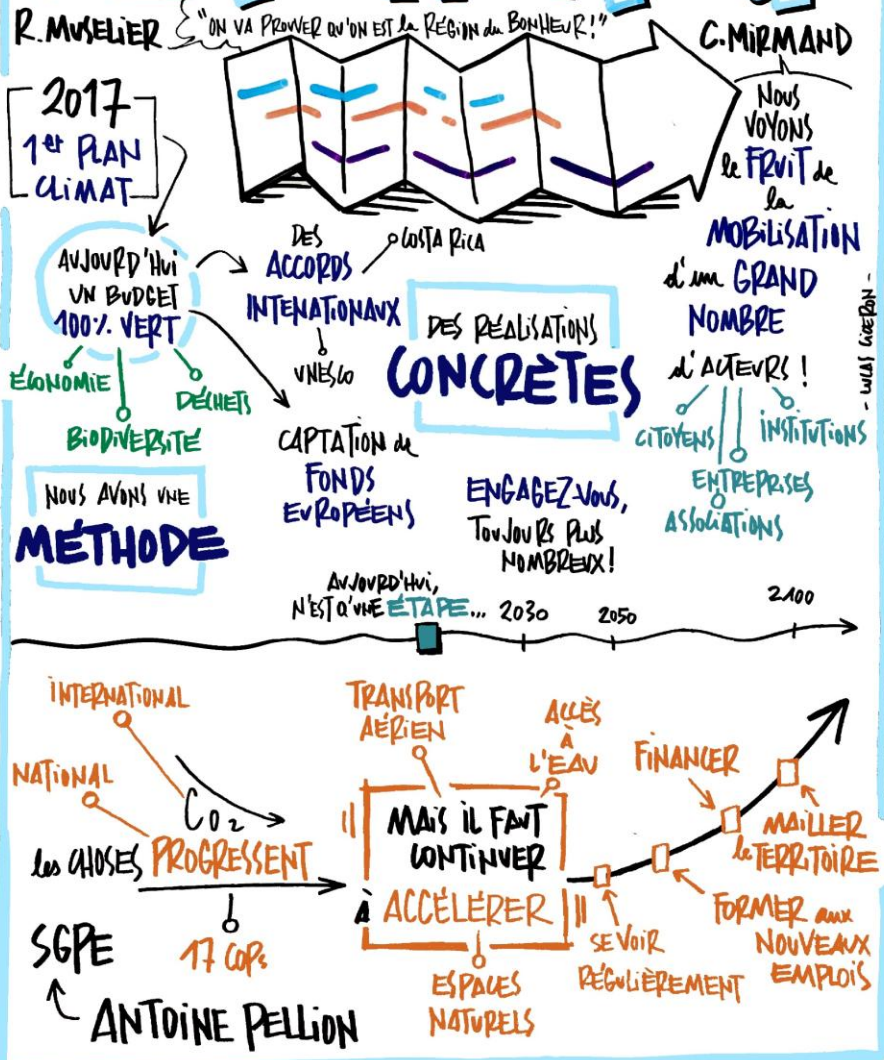 R. MUSELIER
"ON VA PROUVER QU'ON EST la RÉGION du BONHEUR!"
C. MIRMAND
2017
1er PLAN
CLIMAT
NOUS
VOYONS
le FRUIT de
la
MOBILISATION
d'un GRAND
NOMBRE
d'ACTEURS !
CITOYENS
INSTITUTIONS
ENTREPRISES
ASSOCIATIONS
AUJOURD'HUI
UN BUDGET
100% VERT
ÉCONOMIE
DÉCHETS
BIODIVERSITÉ
DES
ACCORDS
INTENATIONAUX
COSTA RICA
UNESCO
CAPTATION de
FONDS
EUROPÉENS
DES RÉALISATIONS
CONCRÈTES
NOUS AVONS UNE
MÉTHODE
ENGAGEZ-VOUS,
TOUJOURS PLUS
NOMBREUX !
AUJOURD'HUI,
N'EST Q'UNE ÉTAPE...
2030
2050
2100
INTERNATIONAL
NATIONAL
CO2
les CHOSES PROGRESSENT
17 COPs
SGPE
ANTOINE PELLION
TRANSPORT
AÉRIEN
ACCÈS
À
L'EAU
MAIS IL FAUT
CONTINUER
À ACCÉLÉRER
ESPACES
NATURELS
SE VOIR
RÉGULIÈREMENT
FORMER aux
NOUVEAUX
EMPLOIS
FINANCER
MAILLER
le TERRITOIRE